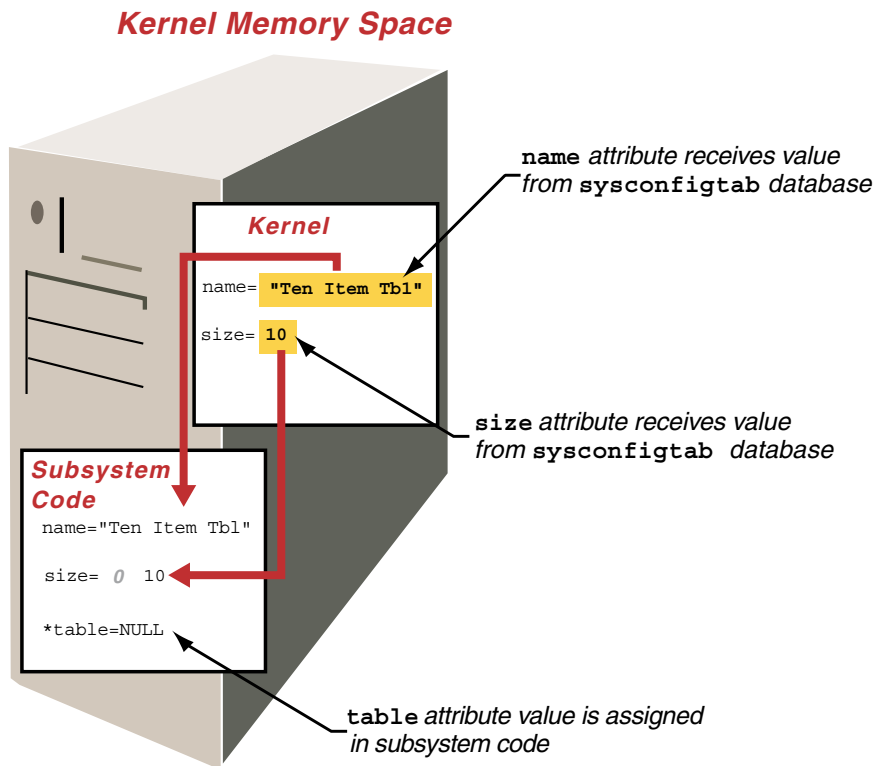 Kernel Memory Space
name attribute receives value
from sysconfigtab database
Kernel
name= "Ten Item Tb1"
size= 10
size attribute receives value
from sysconfigtab database
Subsystem
Code
name="Ten Item Tbl"
size= 0 10
*table=NULL
table attribute value is assigned
in subsystem code